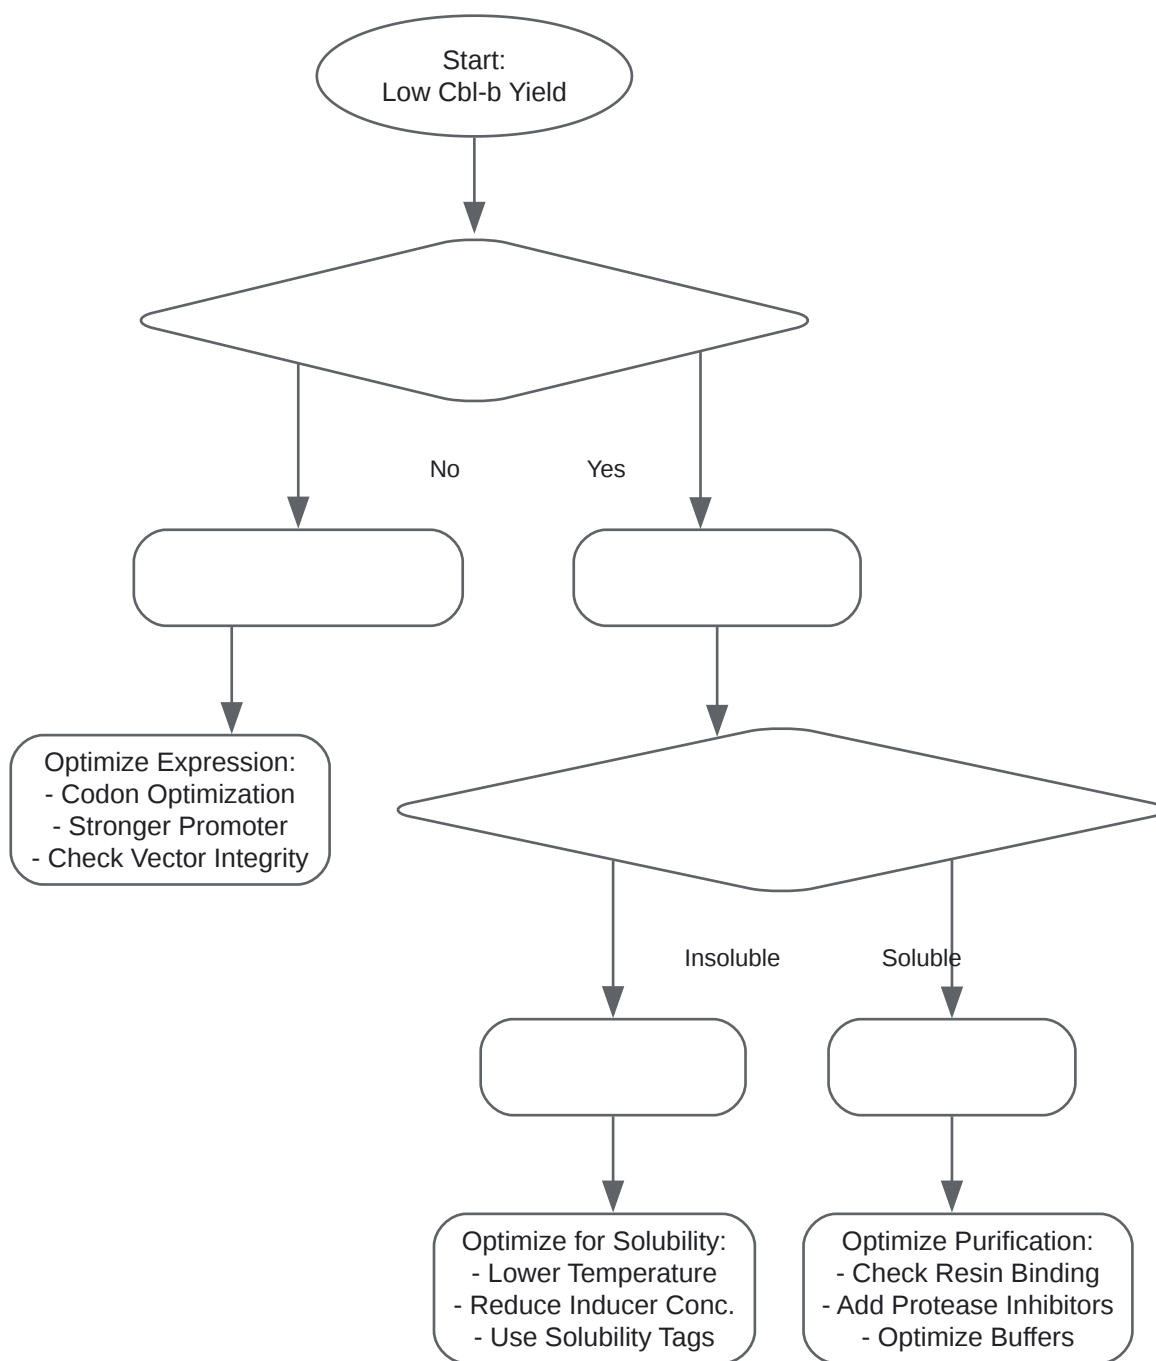 Start:
Low Cbl-b Yield
No
Yes
Optimize Expression:
- Codon Optimization
- Stronger Promoter
- Check Vector Integrity
Insoluble
Soluble
Optimize for Solubility:
- Lower Temperature
- Reduce Inducer Conc.
- Use Solubility Tags
Optimize Purification:
- Check Resin Binding
- Add Protease Inhibitors
- Optimize Buffers